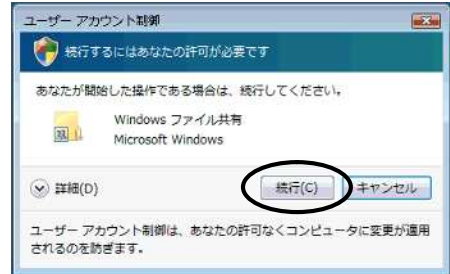 ユーザー アカウント制御
続行するにはあなたの許可が必要です
あなたが開始した操作である場合は、続行してください。
Windows ファイル共有
Microsoft Windows
詳細(D)
続行(C)
キャンセル
ユーザー アカウント制御は、あなたの許可なくコンピュータに変更が適用
されるのを防ぎます。